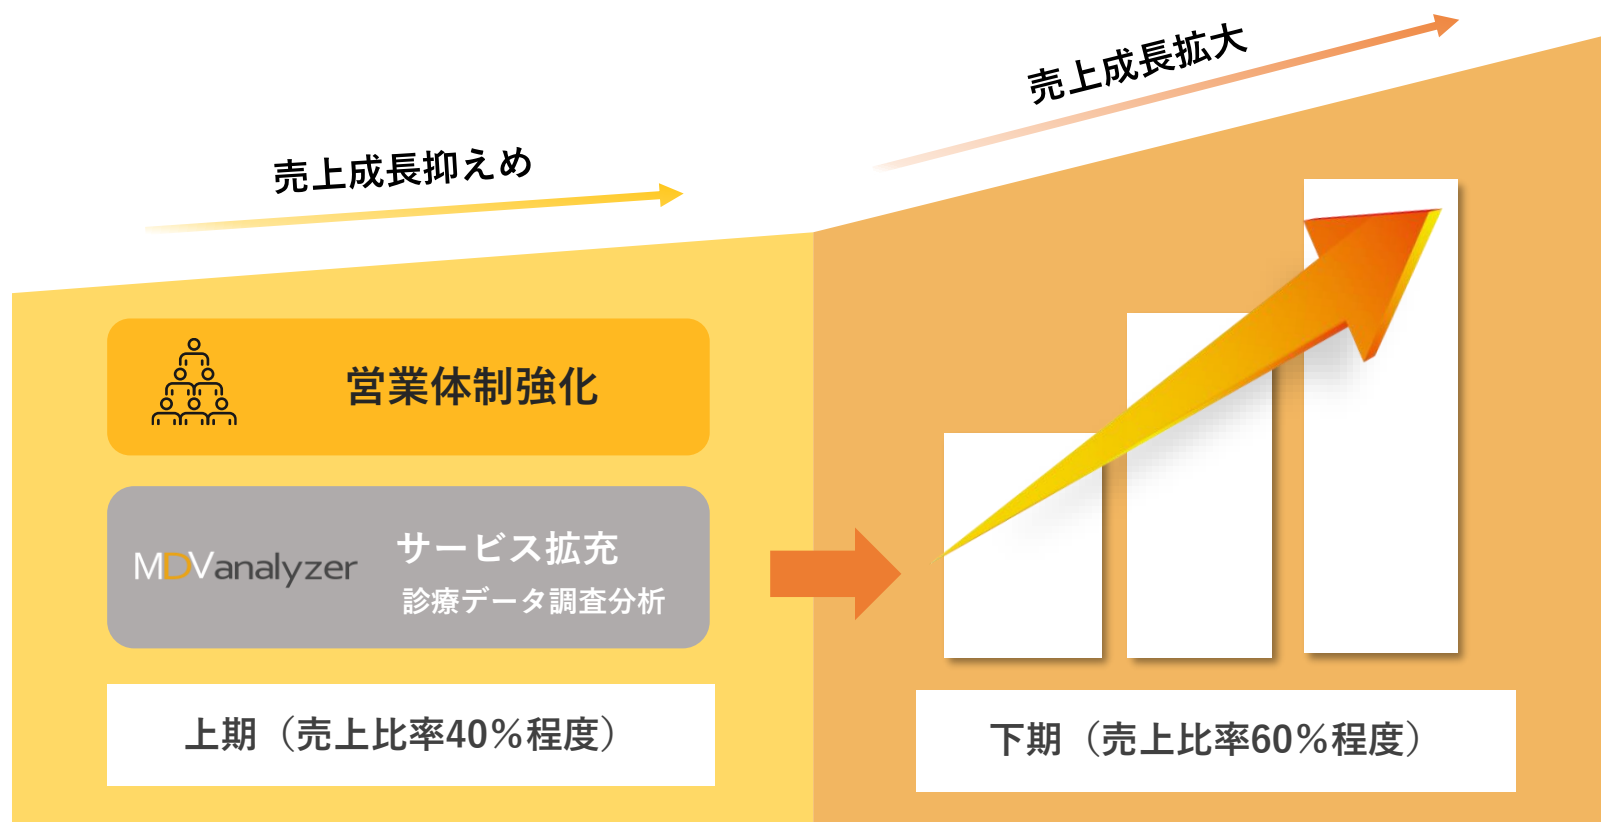 売上成長抑えめ
売上成長拡大
営業体制強化
MDVanalyzer
サービス拡充
診療データ調査分析
上期（売上比率40%程度）
下期（売上比率60%程度）